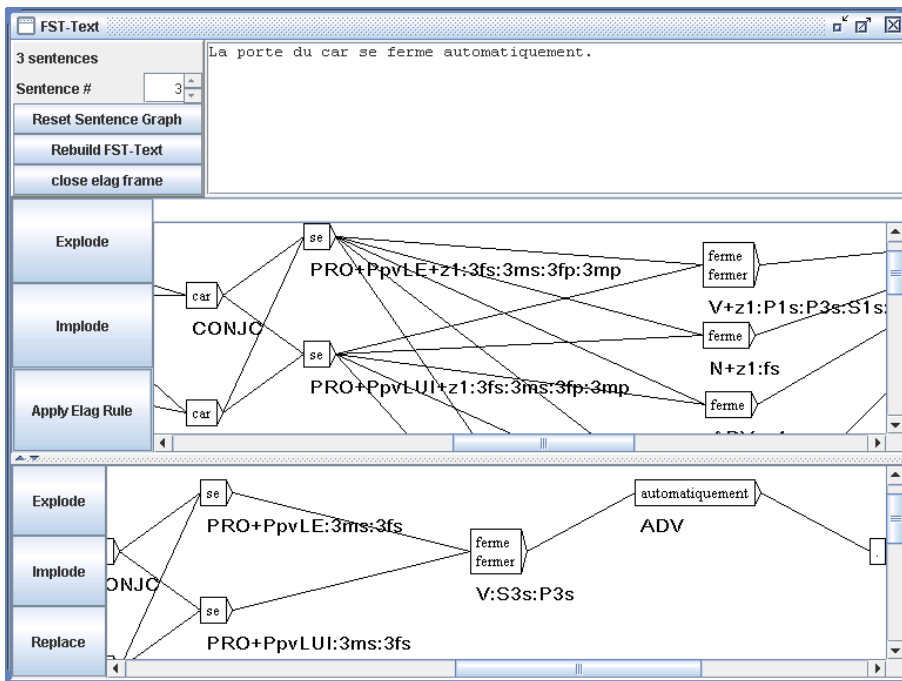 FST-Text
3 sentences
Sentence #
3
Reset Sentence Graph
Rebuild FST-Text
close elag frame
La porte du car se ferme automatiquement.
Explode
Implode
Apply Elag Rule
se
PRO+PpvLE+z1:3fs:3ms:3fp:3mp
ferme
fermer
V+z1:P1s:P3s:S1s:
car
CONJC
ferme
N+z1:fs
se
PRO+PpvLUI+z1:3fs:3ms:3fp:3mp
car
ferme
Explode
Implode
Replace
se
PRO+PpvLE:3ms:3fs
automatiquement
ADV
ferme
fermer
V:S3s:P3s
.
ONJC
se
PRO+PpvLUI:3ms:3fs